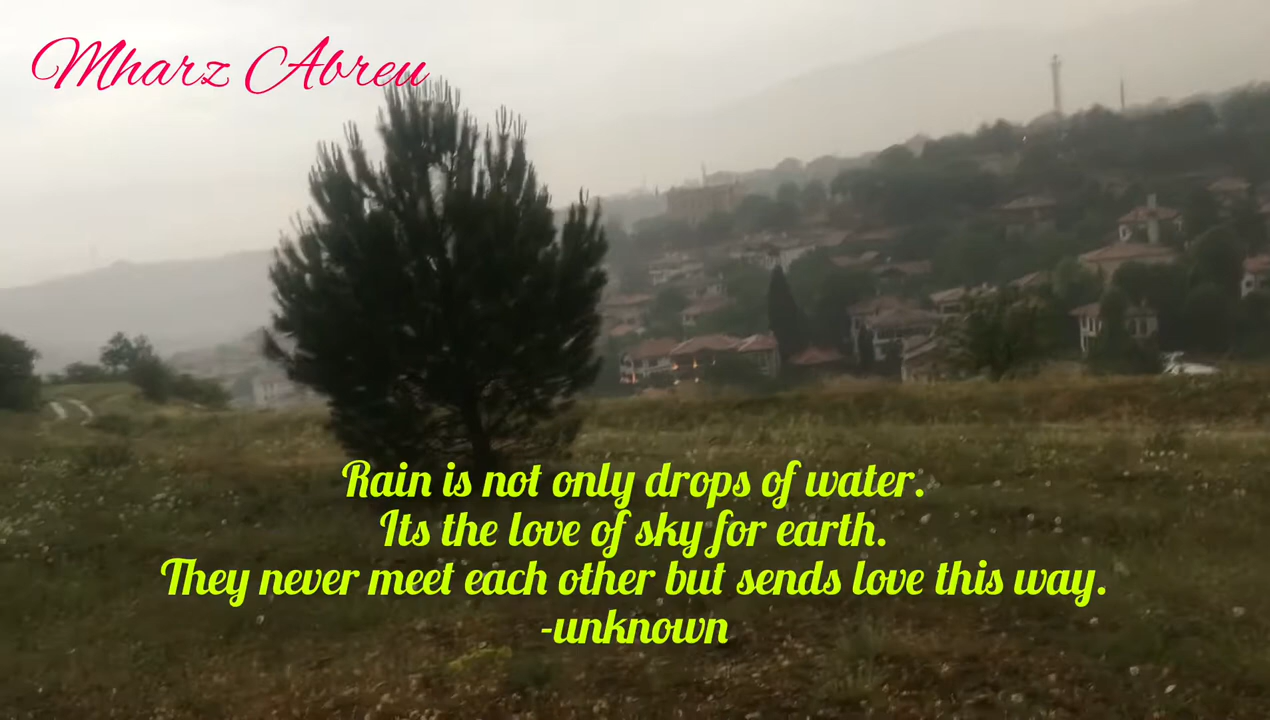 Mharz Abreu
Rain is not only drops of water.
Its the love of sky for earth.
They never meet each other but sends love this way.
-unknown